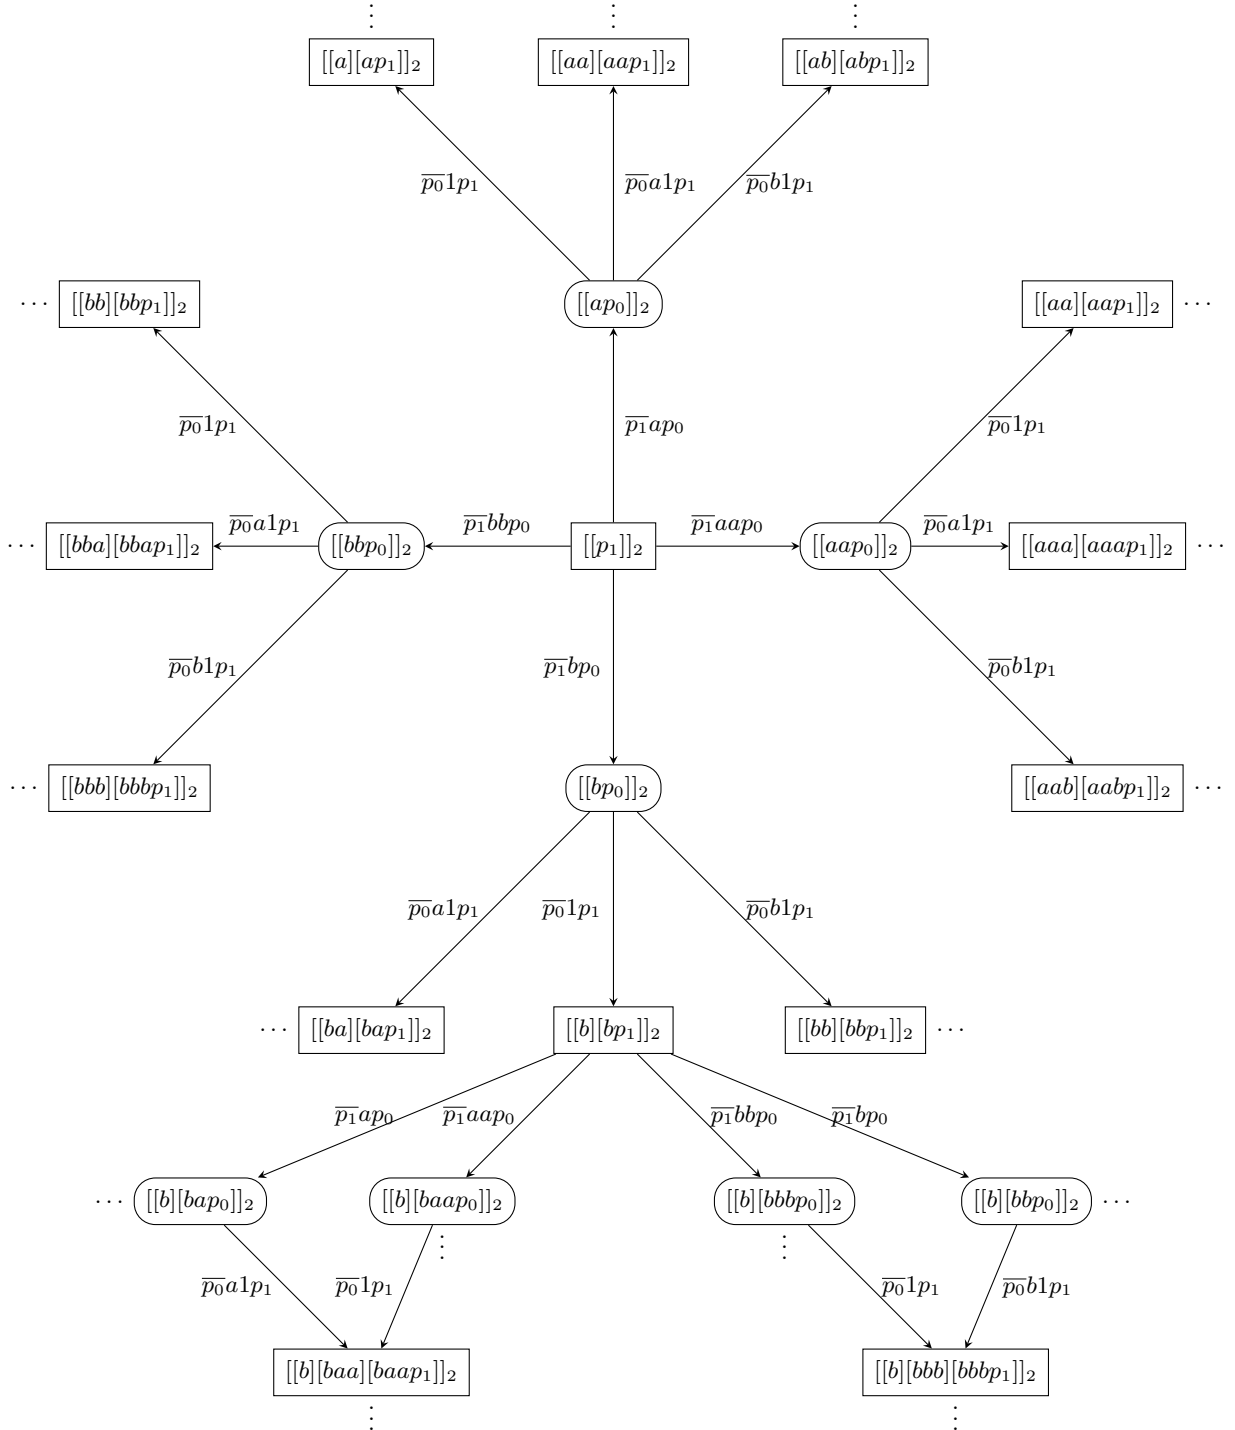 ⋮ ⋮ ⋮
[[a][ap₁]]₂ [[aa][aap₁]]₂ [[ab][abp₁]]₂
p̅₀1p₁ p̅₀a1p₁ p̅₀b1p₁
⋯ [[bb][bbp₁]]₂ [[ap₀]]₂ [[aa][aap₁]]₂ ⋯
p̅₀1p₁ p̅₁ap₀ p̅₀1p₁
⋯ [[bba][bbap₁]]₂ p̅₀a1p₁ [[bbp₀]]₂ p̅₁bbp₀ [[p₁]]₂ p̅₁aap₀ [[aap₀]]₂ p̅₀a1p₁ [[aaa][aaap₁]]₂ ⋯
p̅₀b1p₁ p̅₁bp₀ p̅₀b1p₁
⋯ [[bbb][bbbp₁]]₂ [[bp₀]]₂ [[aab][aabp₁]]₂ ⋯
p̅₀a1p₁ p̅₀1p₁ p̅₀b1p₁
⋯ [[ba][bap₁]]₂ [[b][bp₁]]₂ [[bb][bbp₁]]₂ ⋯
p̅₁ap₀ p̅₁aap₀ p̅₁bbp₀ p̅₁bp₀
⋯ [[b][bap₀]]₂ [[b][baap₀]]₂ [[b][bbbp₀]]₂ [[b][bbp₀]]₂ ⋯
⋮ ⋮
p̅₀a1p₁ p̅₀1p₁ p̅₀1p₁ p̅₀b1p₁
[[b][baa][baap₁]]₂ [[b][bbb][bbbp₁]]₂
⋮ ⋮